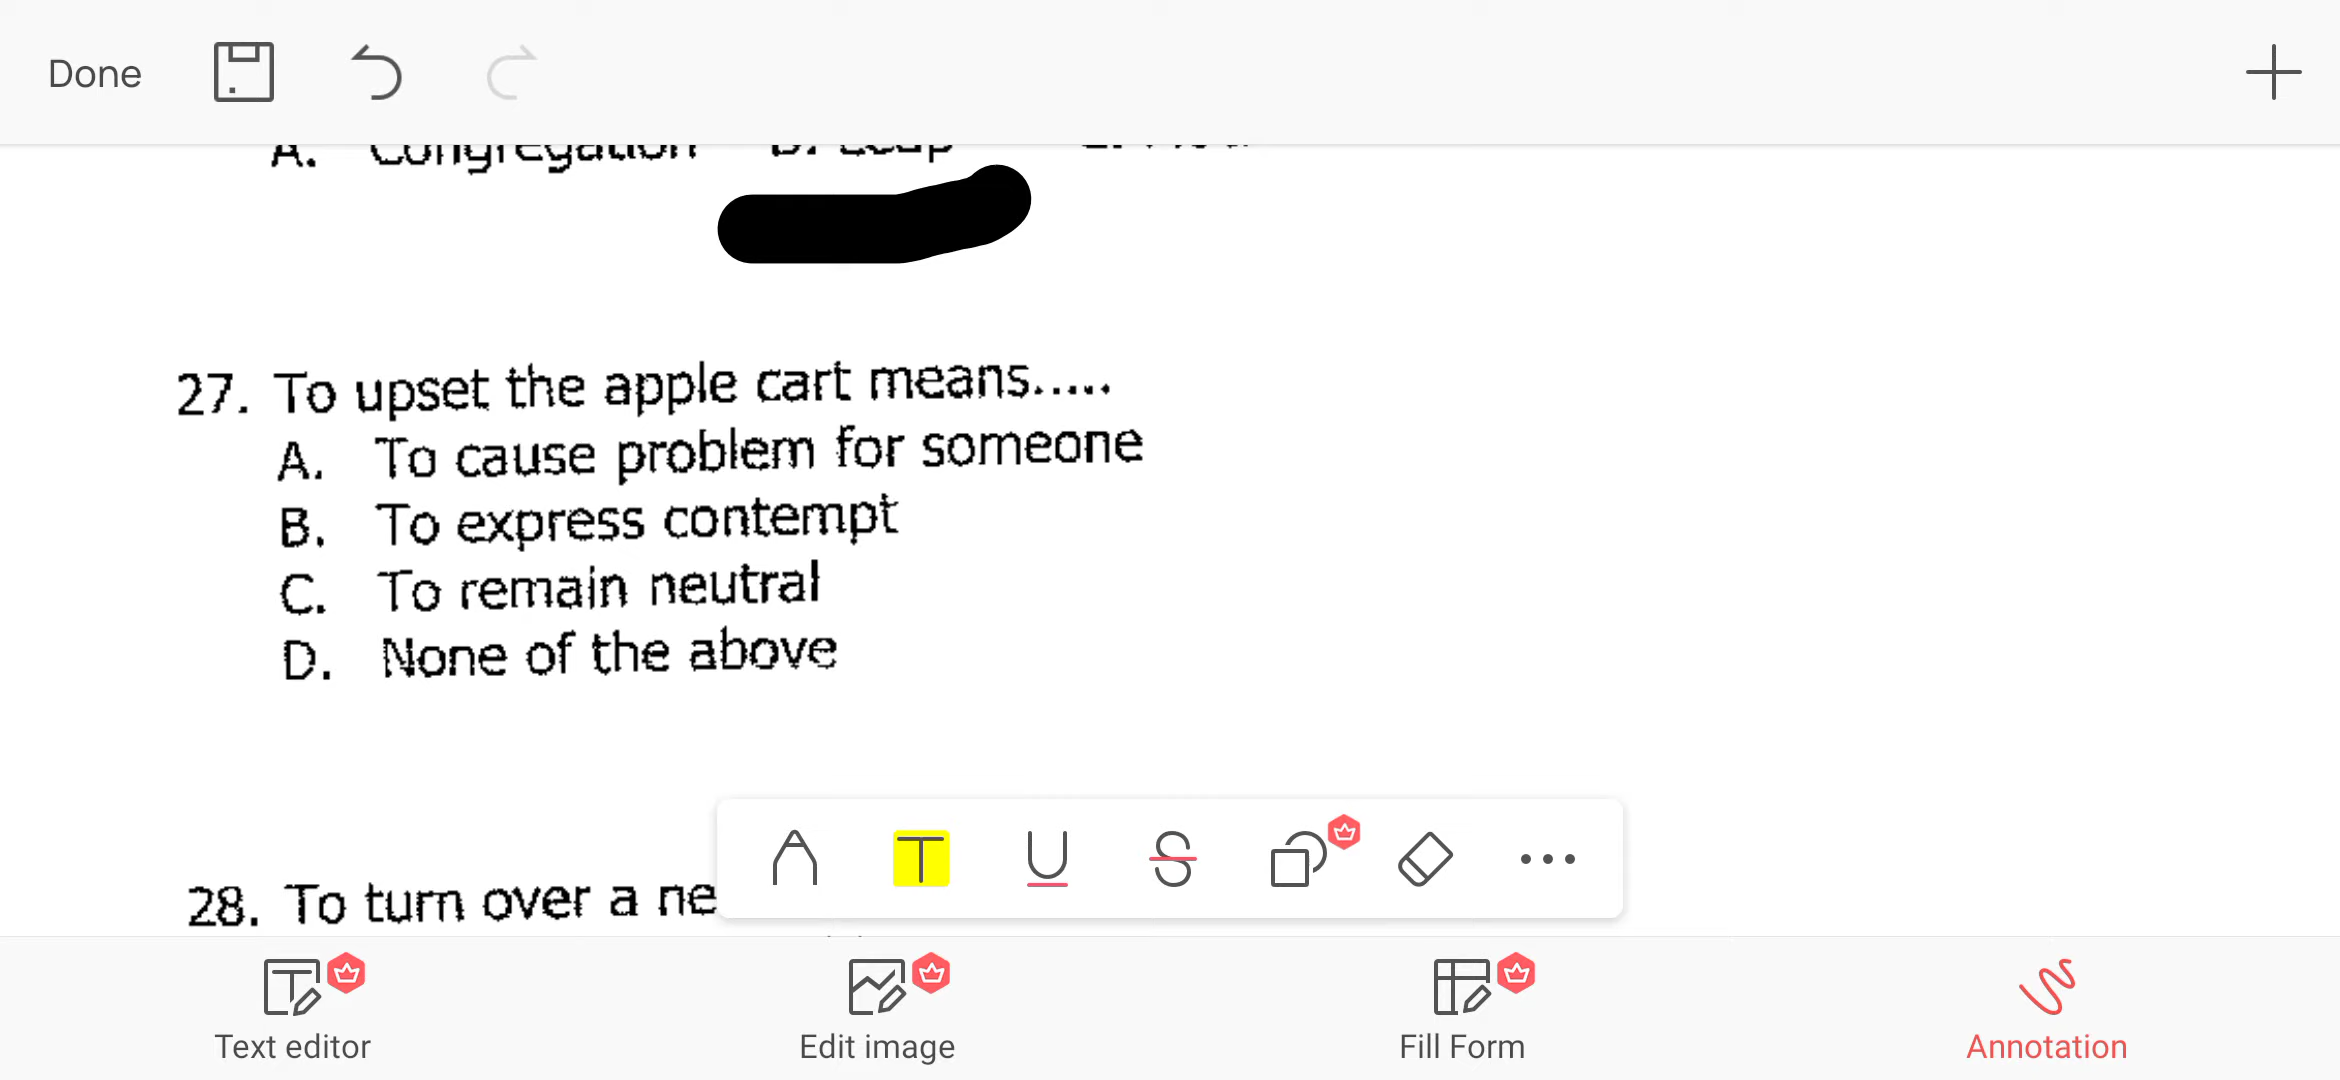 Done
A. Congregation
27. To upset the apple cart means.....
A. To cause problem for someone
B. To express contempt
C. To remain neutral
D. None of the above
28. To turn over a ne
Text editor
Edit image
Fill Form
Annotation